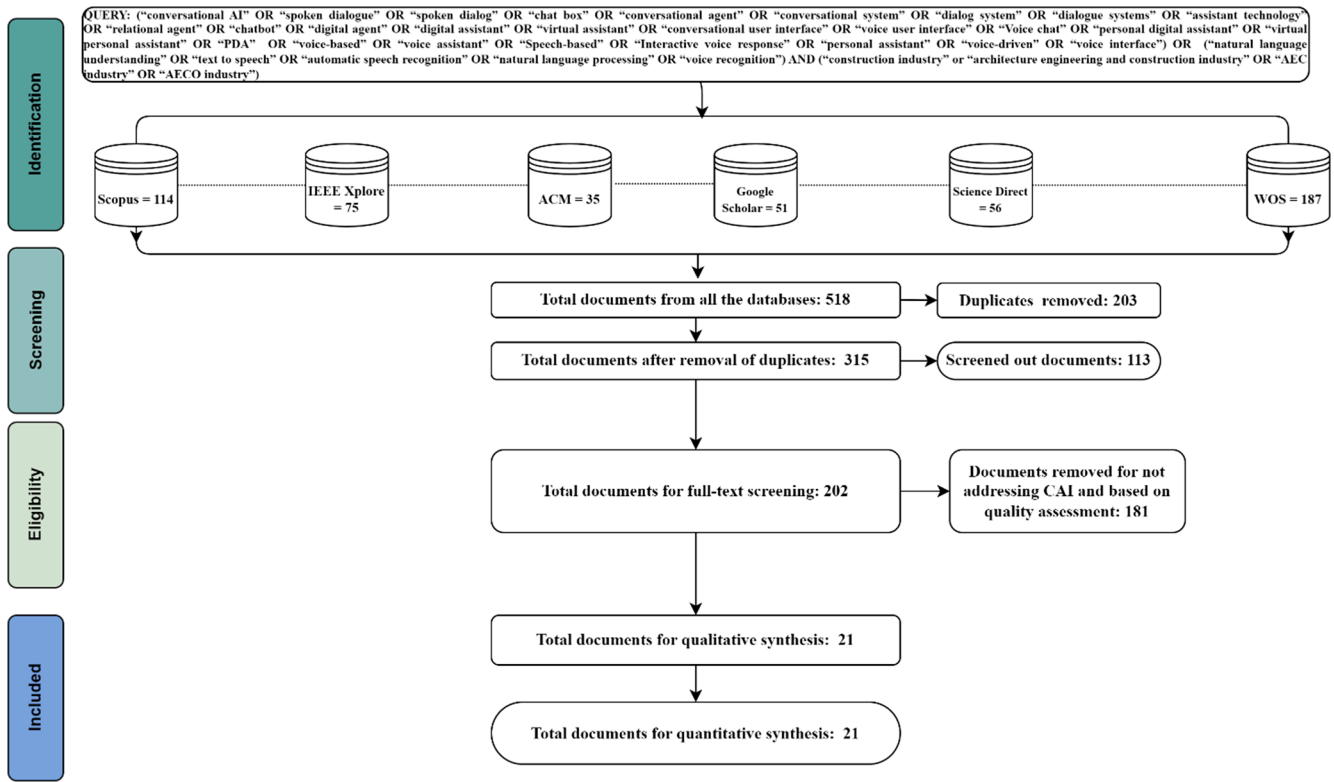 QUERY: (“conversational AI” OR “spoken dialogue” OR “spoken dialog” OR “chat box” OR “conversational agent” OR “conversational system” OR “dialog system” OR “dialogue systems” OR “assistant technology”
OR “relational agent” OR “chatbot” OR “digital agent” OR “digital assistant” OR “virtual assistant” OR “conversational user interface” OR “voice user interface” OR “Voice chat” OR “personal digital assistant” OR “virtual
personal assistant” OR “PDA” OR “voice-based” OR “voice assistant” OR “Speech-based” OR “Interactive voice response” OR “personal assistant” OR “voice-driven” OR “voice interface”) OR (“natural language
understanding” OR “text to speech” OR “automatic speech recognition” OR “natural language processing” OR “voice recognition”) AND (“construction industry” or “architecture engineering and construction industry” OR “AEC
industry” OR “AECO industry”)
Identification
Scopus = 114
IEEE Xplore
= 75
ACM = 35
Google
Scholar = 51
Science Direct
= 56
WOS = 187
Screening
Total documents from all the databases: 518
Duplicates removed: 203
Total documents after removal of duplicates: 315
Screened out documents: 113
Eligibility
Total documents for full-text screening: 202
Documents removed for not
addressing CAI and based on
quality assessment: 181
Included
Total documents for qualitative synthesis: 21
Total documents for quantitative synthesis: 21